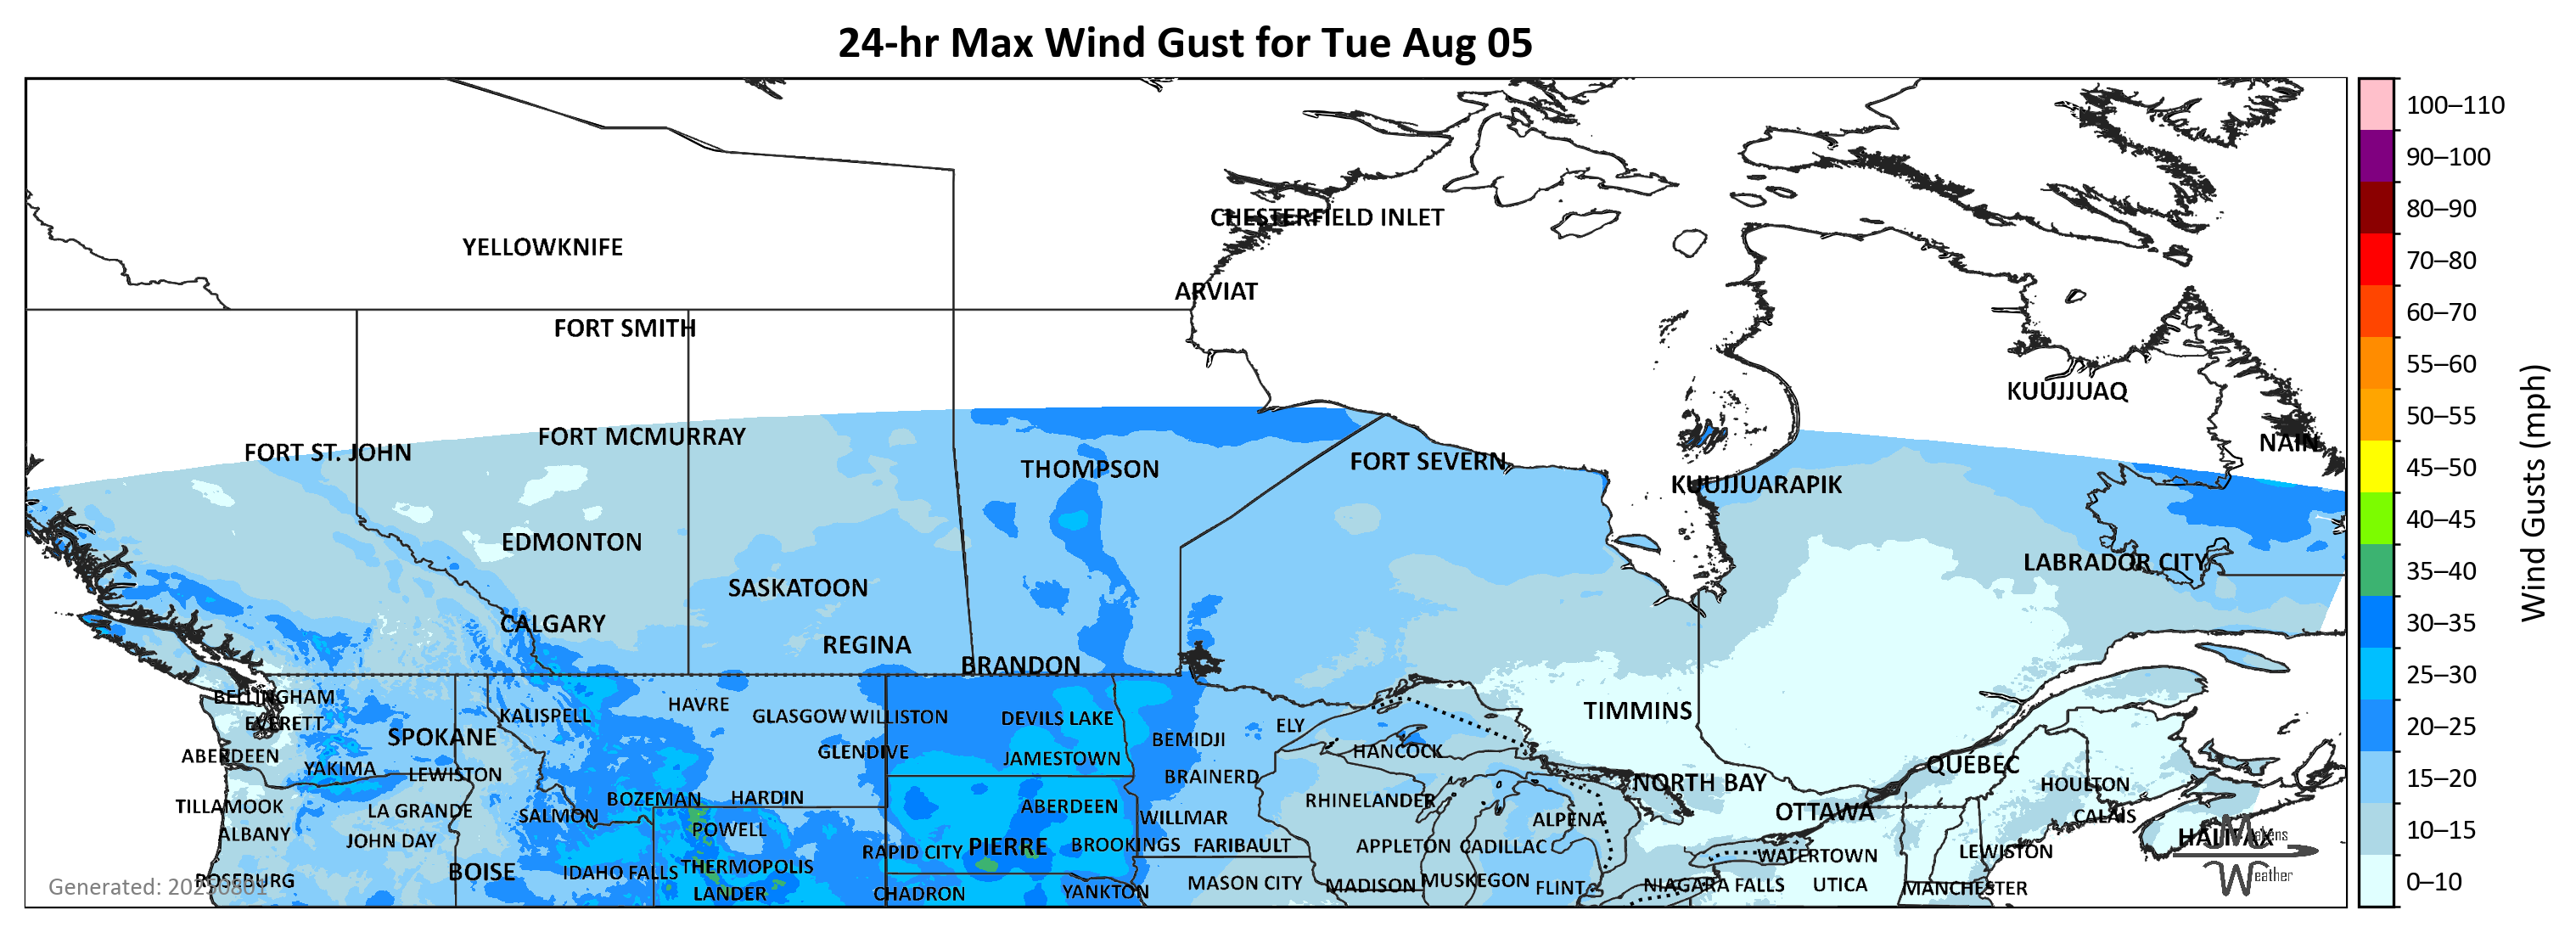 24-hr Max Wind Gust for Tue Aug 05
100–110
90–100
CHESTERFIELD INLET
80–90
YELLOWKNIFE
70–80
ARVIAT
60–70
FORT SMITH
55–60
KUUJJUAQ
50–55
FORT MCMURRAY
NAIN
FORT ST. JOHN
THOMPSON
FORT SEVERN
45–50
KUUJJUARAPIK
40–45
EDMONTON
LABRADOR CITY
35–40
SASKATOON
CALGARY
30–35
REGINA
BRANDON
25–30
Wind Gusts (mph)
BELLINGHAM
HAVRE
TIMMINS
KALISPELL
GLASGOW
WILLISTON
DEVILS LAKE
EVERETT
ELY
20–25
SPOKANE
BEMIDJI
HANCOCK
ABERDEEN
GLENDIVE
JAMESTOWN
QUÉBEC
YAKIMA
LEWISTON
BRAINERD
15–20
NORTH BAY
HOULTON
BOZEMAN
HARDIN
RHINELANDER
TILLAMOOK
LA GRANDE
ABERDEEN
OTTAWA
SALMON
WILLMAR
ALPENA
CALAIS
ALBANY
POWELL
10–15
HALIFAX
Makens
JOHN DAY
RAPID CITY
PIERRE
BROOKINGS
FARIBAULT
APPLETON
CADILLAC
WATERTOWN
LEWISTON
BOISE
IDAHO FALLS
THERMOPOLIS
Weather
ROSEBURG
MASON CITY
MADISON
MUSKEGON
FLINT
NIAGARA FALLS
UTICA
MANCHESTER
0–10
Generated: 20250801
LANDER
CHADRON
YANKTON